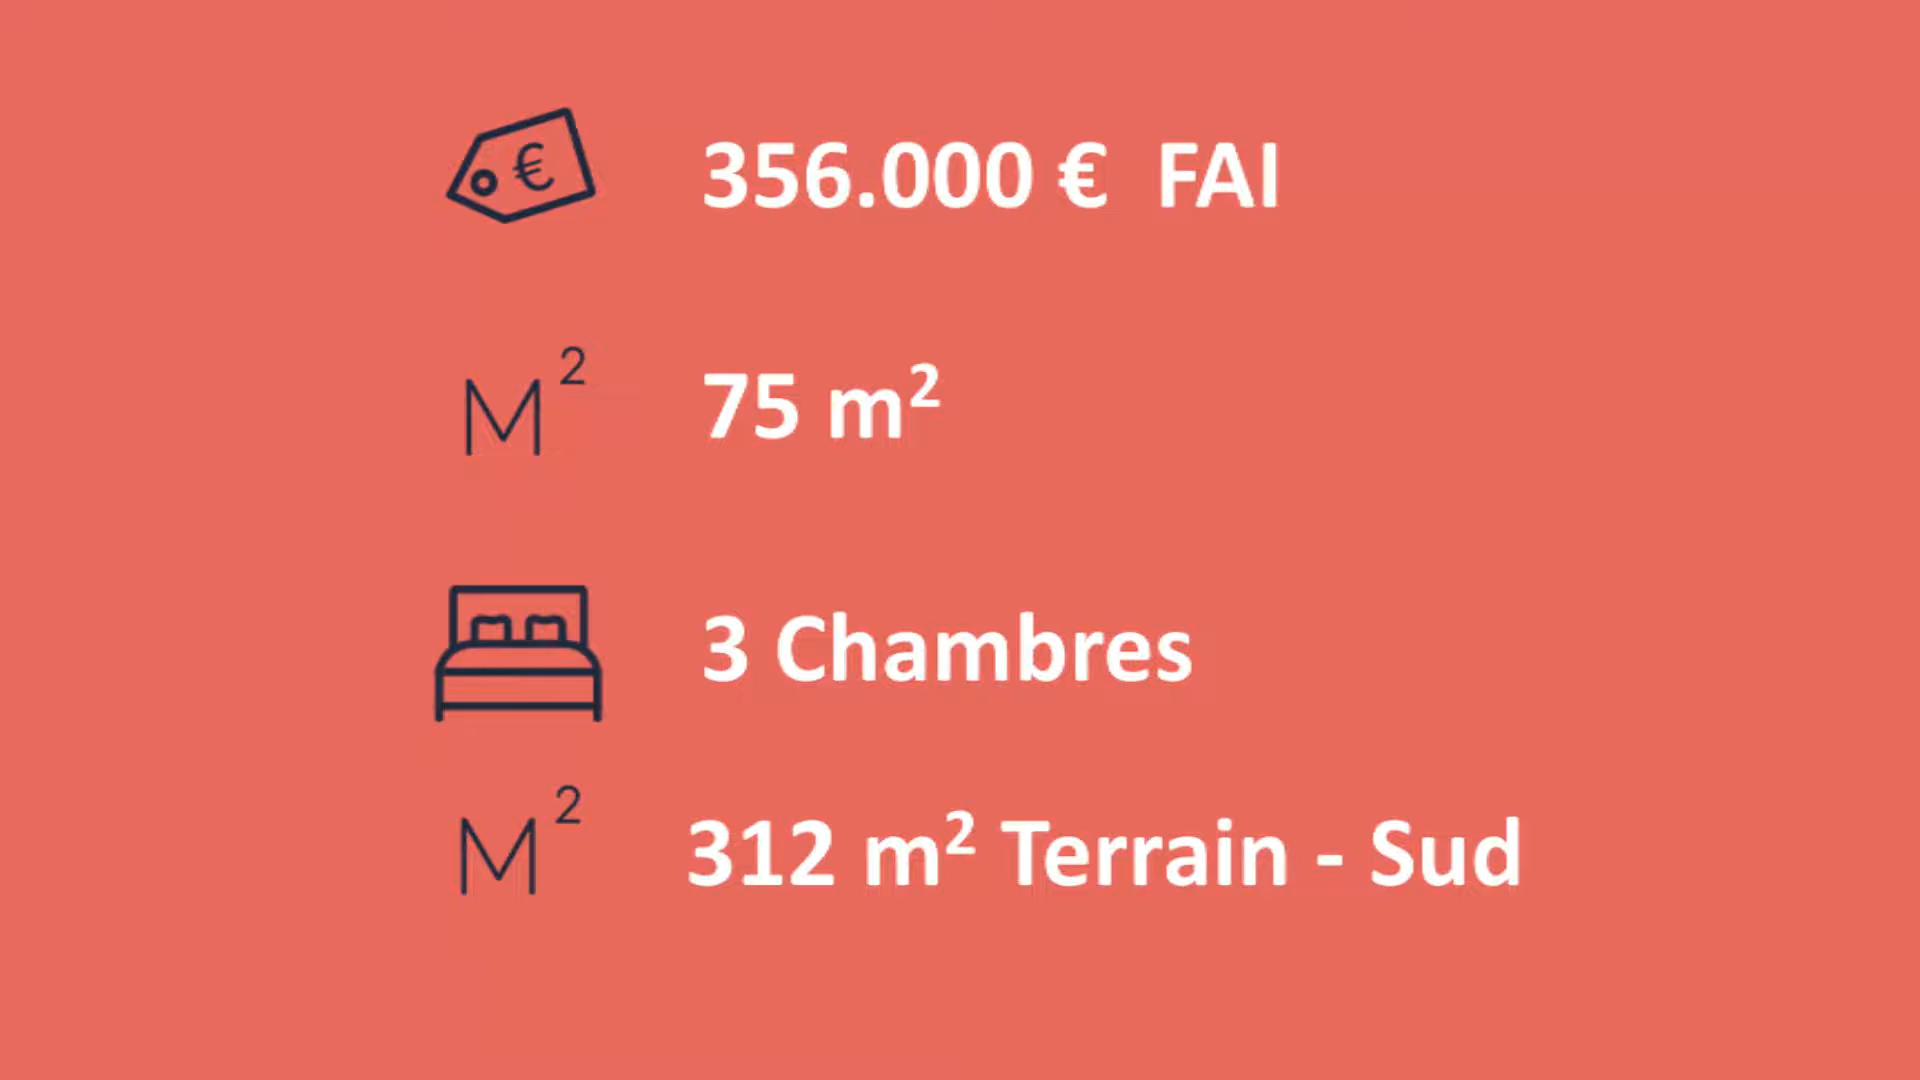 € 356.000 € FAI
M² 75 m²
3 Chambres
M² 312 m² Terrain - Sud